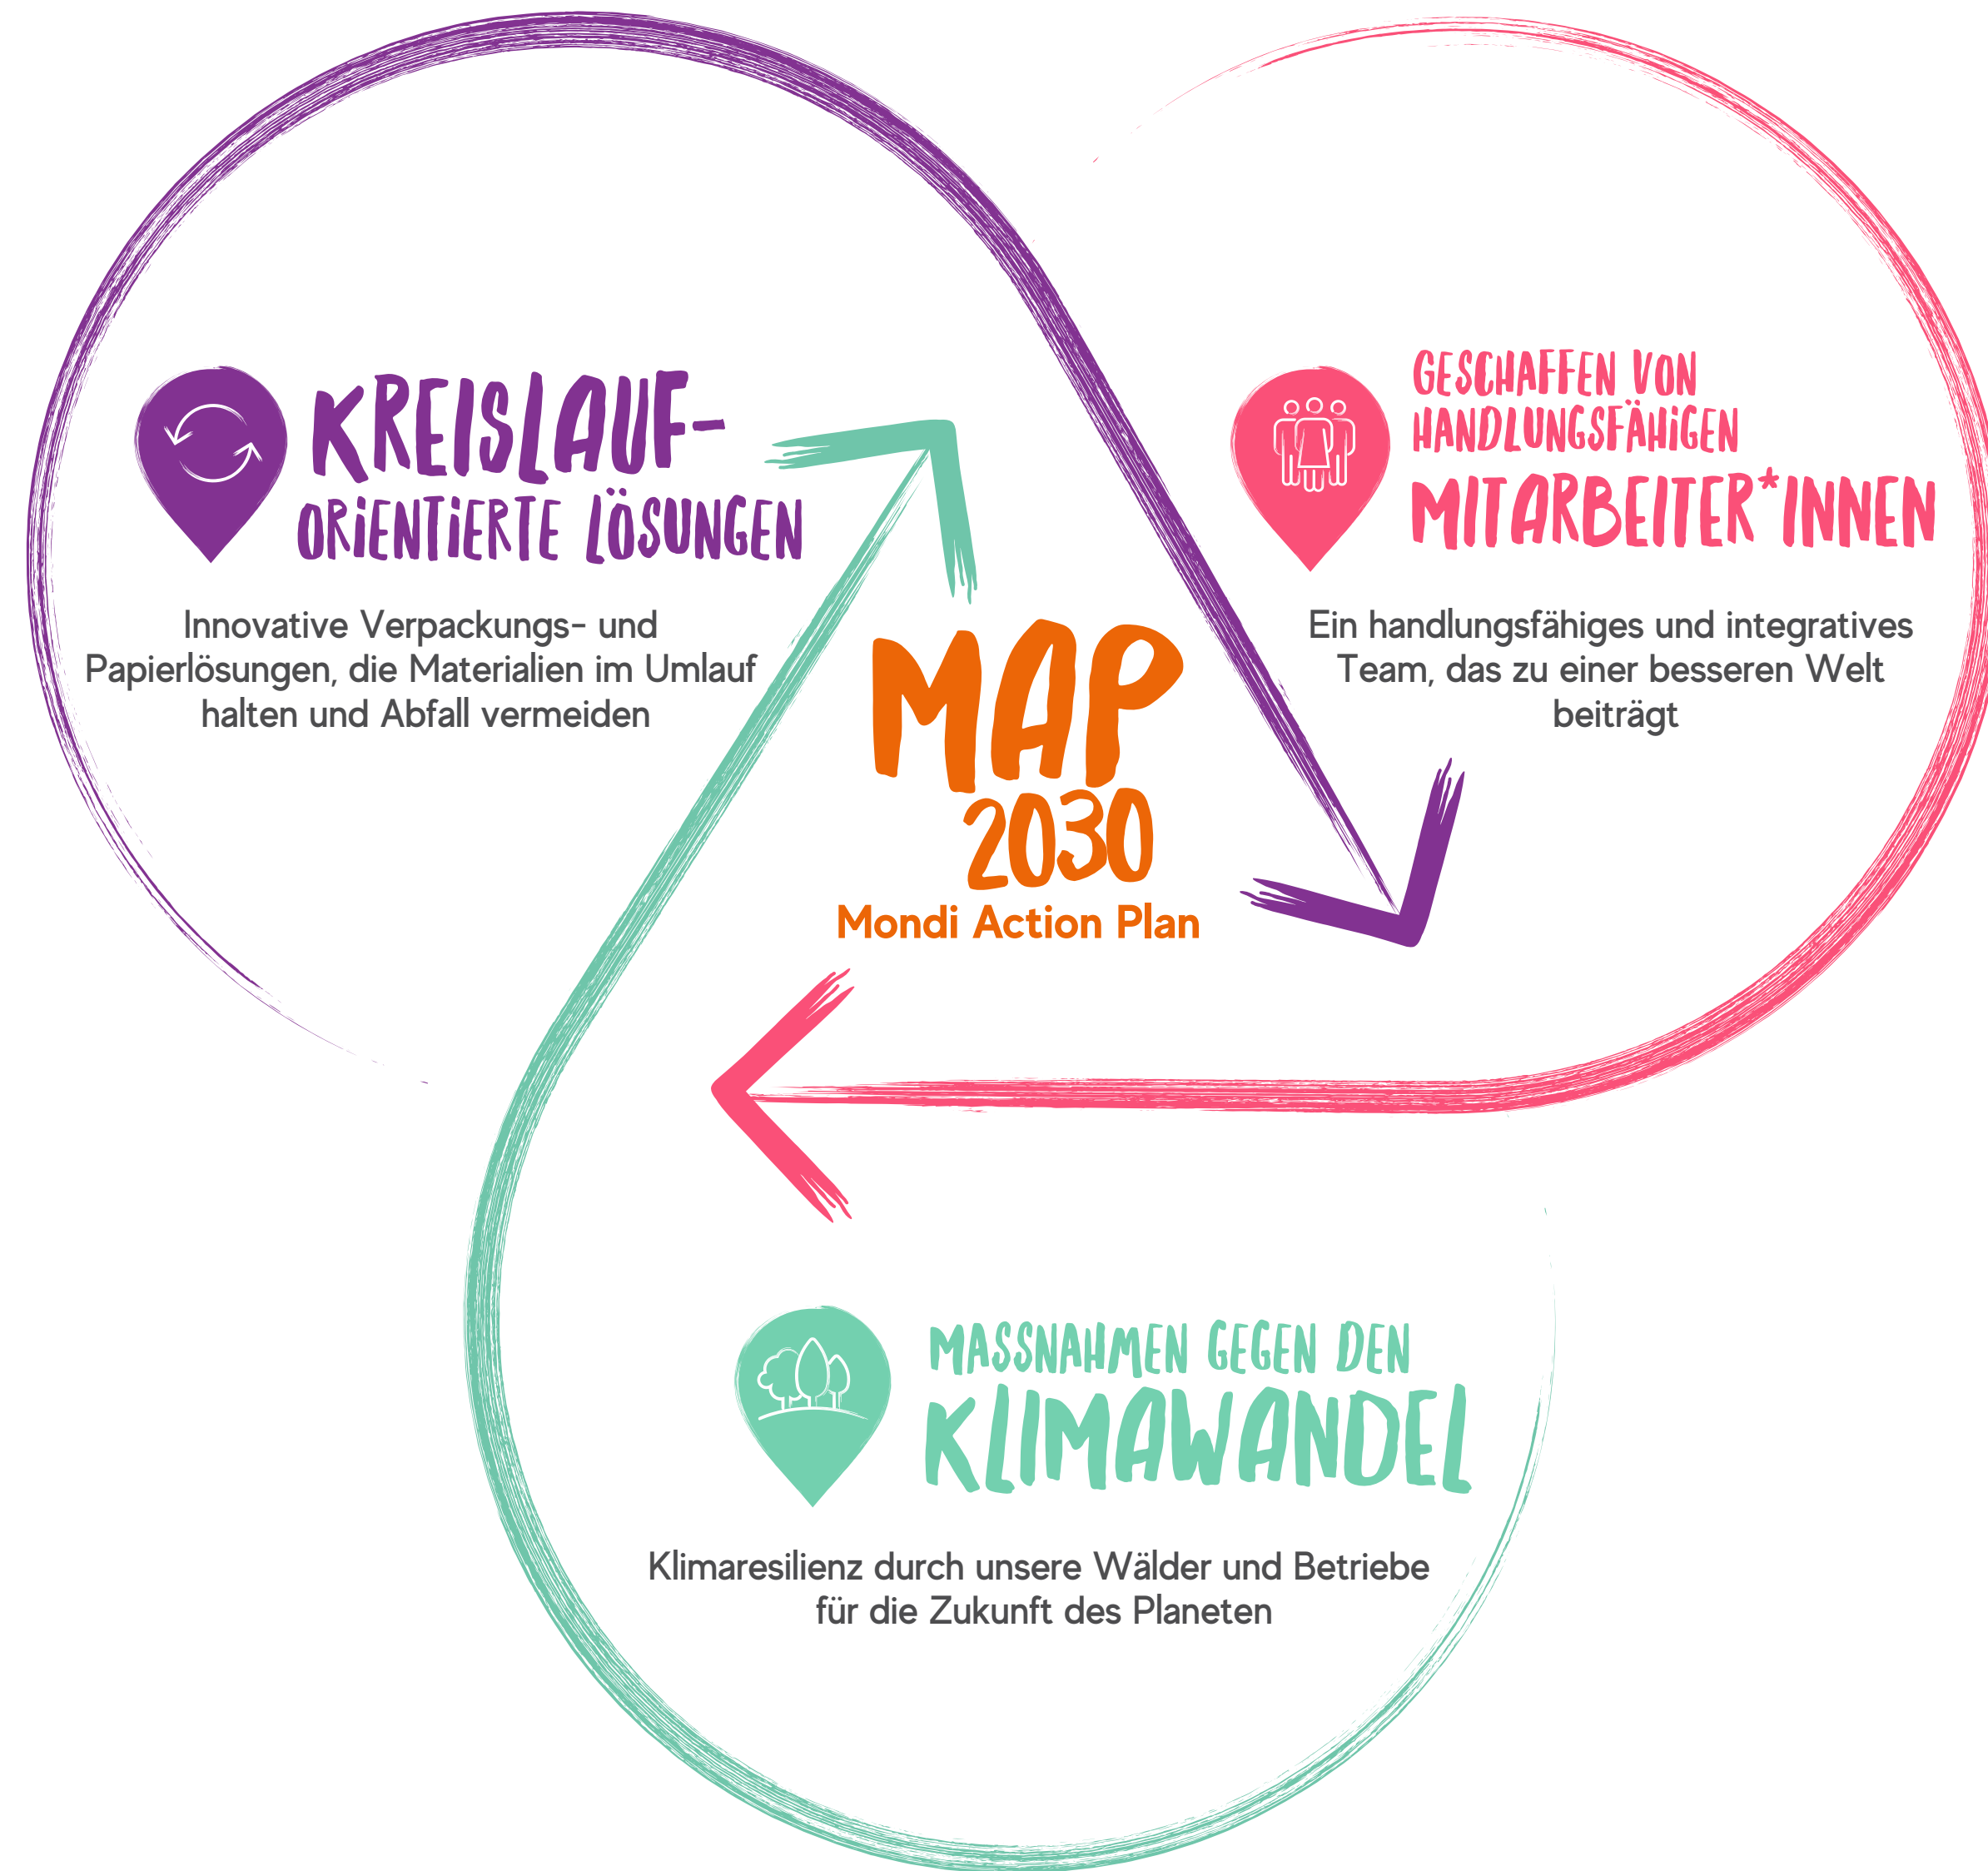 KREISLAUF-
ORIENTIERTE LÖSUNGEN
Innovative Verpackungs- und
Papierlösungen, die Materialien im Umlauf
halten und Abfall vermeiden
GESCHAFFEN VON
HANDLUNGSFÄHIGEN
MITARBEITER*INNEN
Ein handlungsfähiges und integratives
Team, das zu einer besseren Welt
beiträgt
MAP
2030
Mondi Action Plan
MASSNAHMEN GEGEN DEN
KLIMAWANDEL
Klimaresilienz durch unsere Wälder und Betriebe
für die Zukunft des Planeten